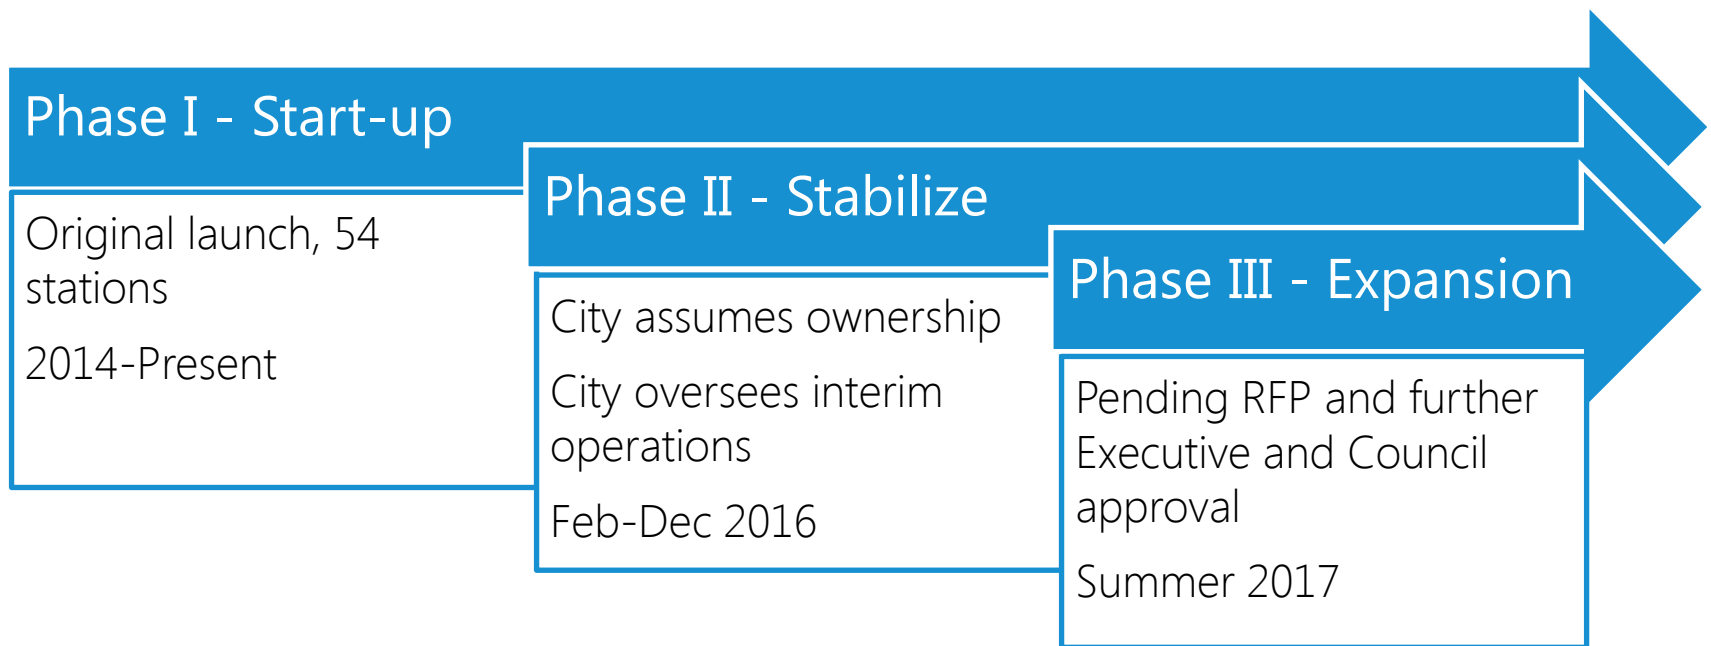 Phase I - Start-up
Original launch, 54
stations
2014-Present
Phase II - Stabilize
City assumes ownership
City oversees interim
operations
Feb-Dec 2016
Phase III - Expansion
Pending RFP and further
Executive and Council
approval
Summer 2017